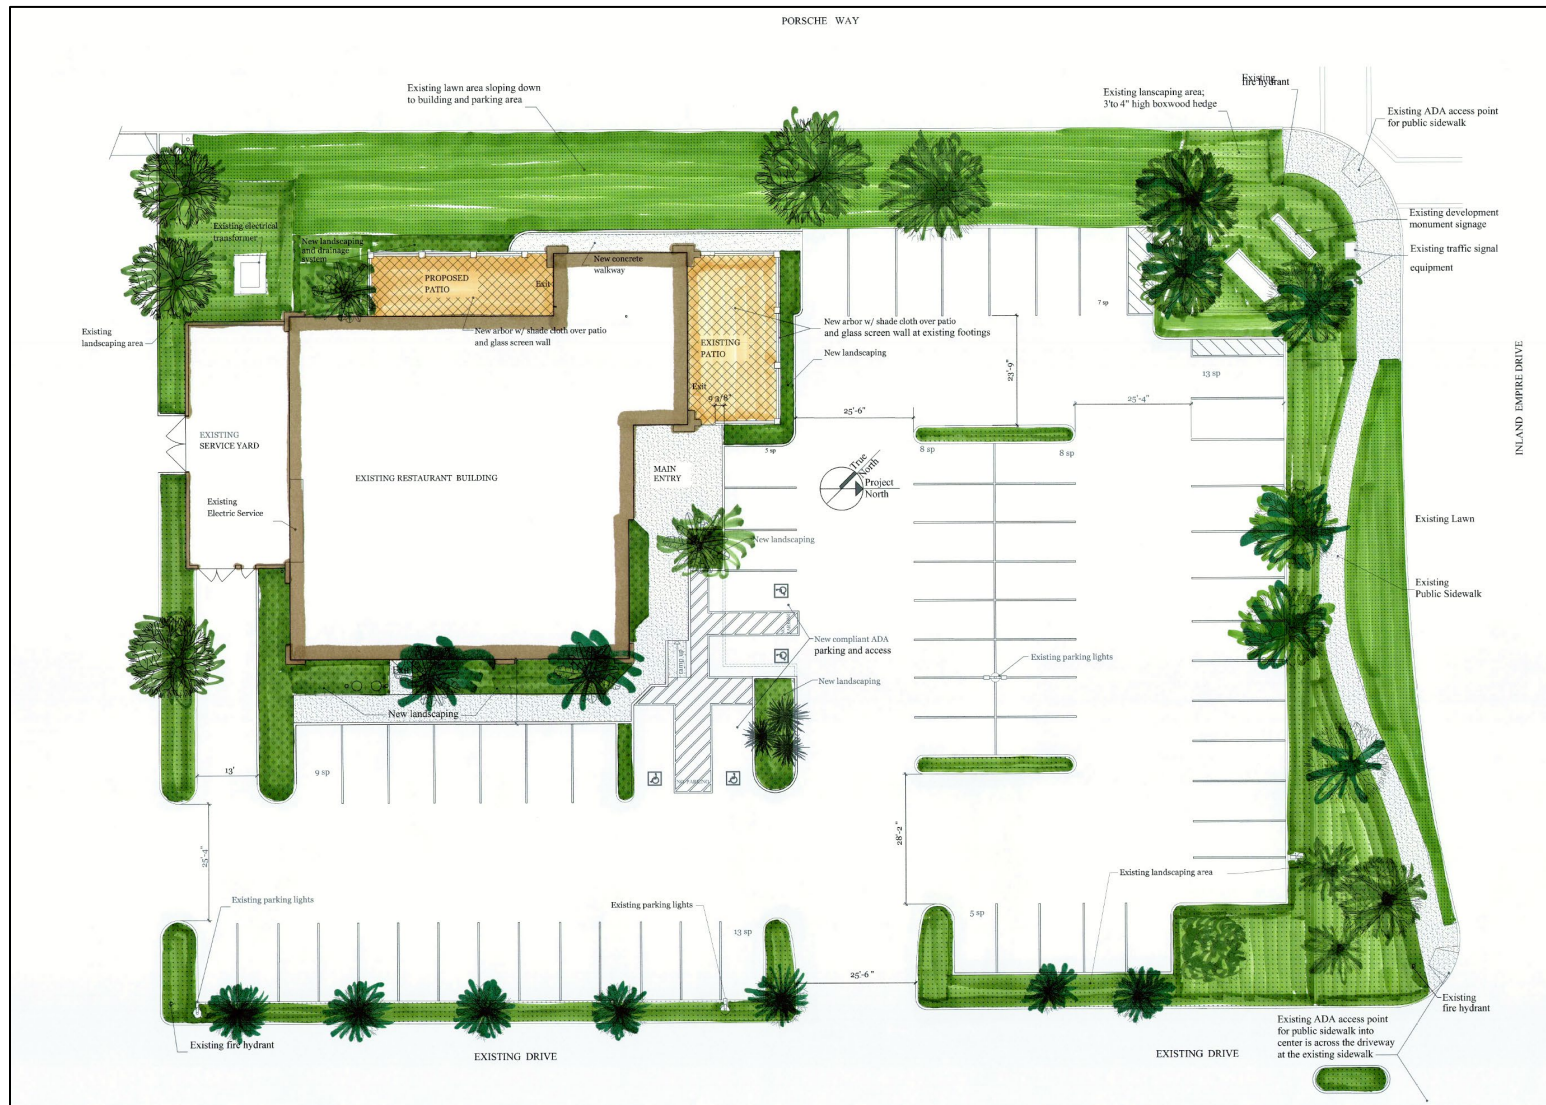 PORSCHE WAY
Existing lawn area sloping down
to building and parking area
Existing lanscaping area;
3'to 4" high boxwood hedge
Existing
fire hydrant
Existing ADA access point
for public sidewalk
Existing development
monument signage
Existing traffic signal
equipment
Existing electrical
transformer
New landscaping
and drainage
system
New concrete
walkway
PROPOSED
PATIO
Exit
New arbor w/ shade cloth over patio
and glass screen wall
EXISTING
PATIO
Exit
9 3/8"
New arbor w/ shade cloth over patio
and glass screen wall at existing footings
New landscaping
7 sp
23'-9"
13 sp
25'-4"
25'-6"
INLAND EMPIRE DRIVE
Existing
landscaping area
EXISTING
SERVICE YARD
EXISTING RESTAURANT BUILDING
MAIN
ENTRY
5 sp
8 sp
8 sp
True
North
Project
North
Existing
Electric Service
New landscaping
Existing Lawn
Existing
Public Sidewalk
New compliant ADA
parking and access
Existing parking lights
New landscaping
Exit
New landscaping
NO PARKING
9 sp
13'
25'-4"
28'-2"
Existing landscaping area
Existing parking lights
Existing parking lights
13 sp
5 sp
25'-6"
Existing fire hydrant
EXISTING DRIVE
EXISTING DRIVE
Existing
fire hydrant
Existing ADA access point
for public sidewalk into
center is across the driveway
at the existing sidewalk